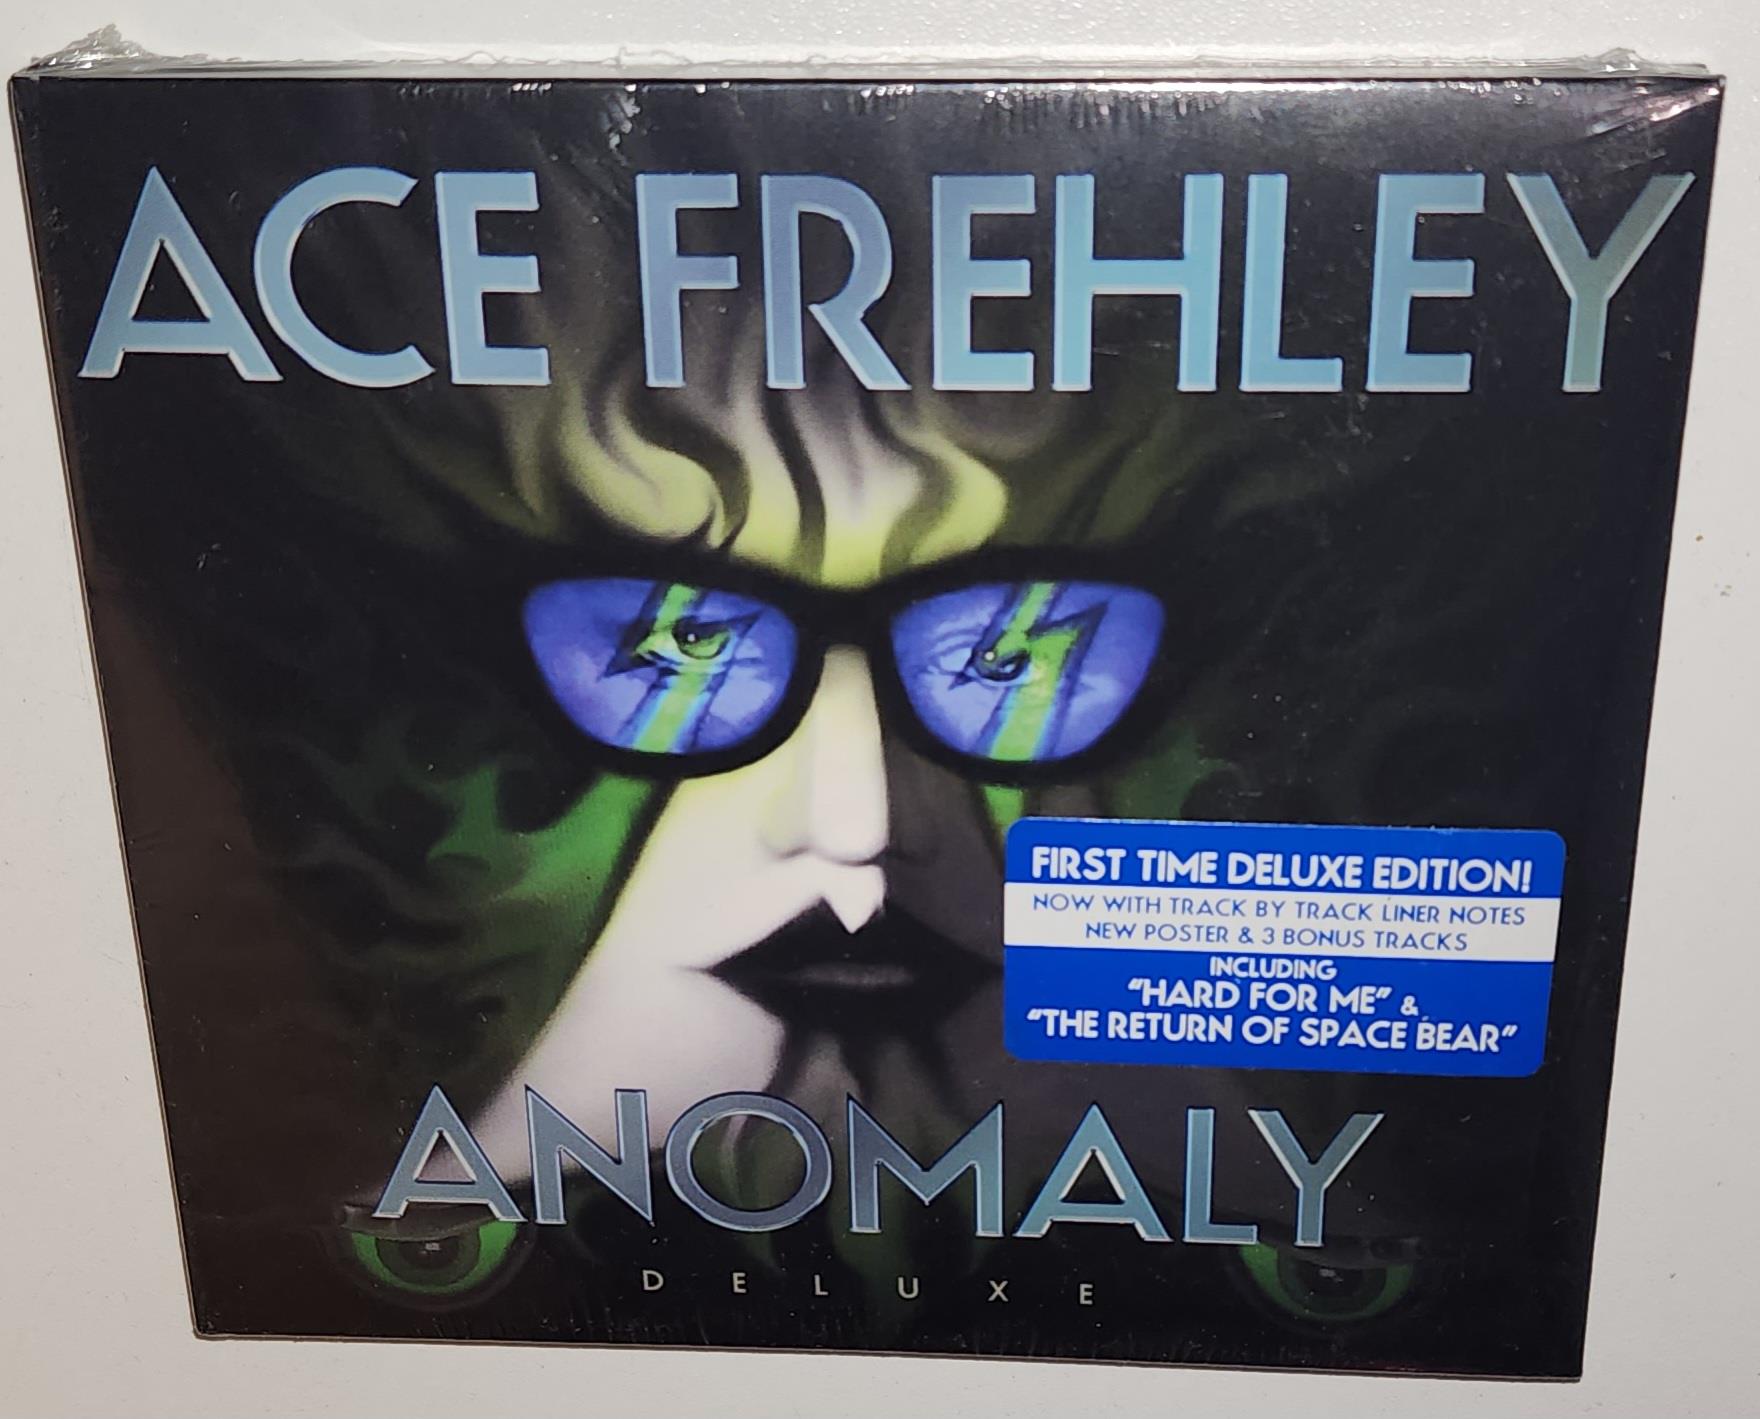 ACE FREHLEY
FIRST TIME DELUXE EDITION!
NOW WITH TRACK BY TRACK LINER NOTES
NEW POSTER & 3 BONUS TRACKS
INCLUDING
"HARD FOR ME" &
"THE RETURN OF SPACE BEAR"
ANOMALY
DELUXE